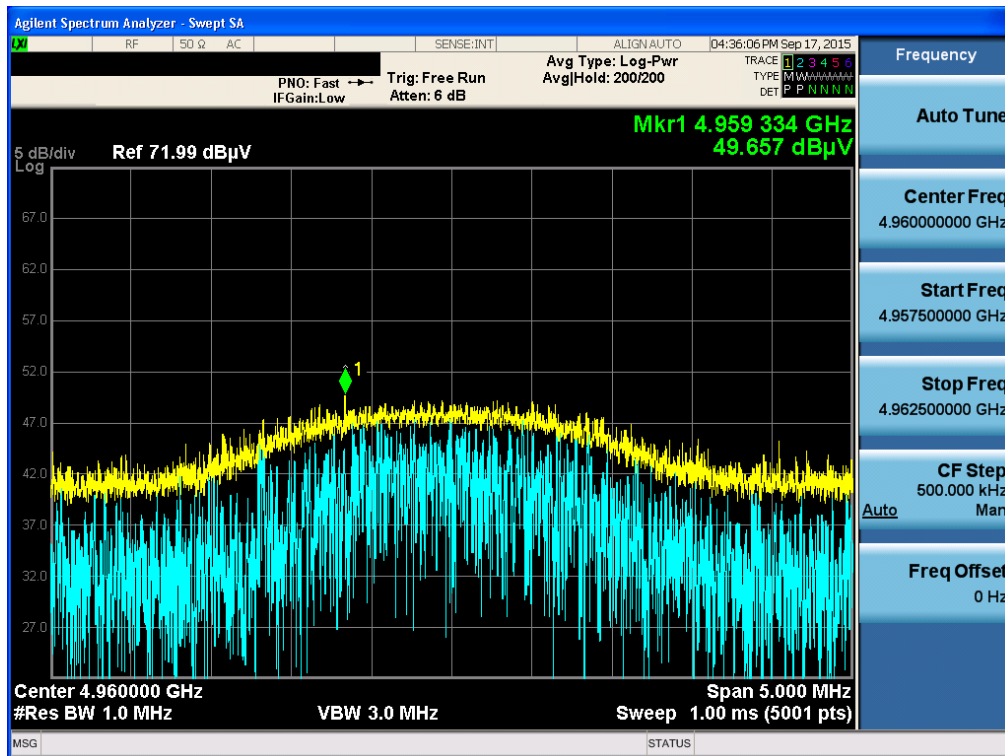 Agilent Spectrum Analyzer - Swept SA
LXI RF 50 Ω AC SENSE:INT ALIGN AUTO 04:36:06 PM Sep 17, 2015
PNO: Fast Trig: Free Run Avg Type: Log-Pwr TRACE 1 2 3 4 5 6
IFGain:Low Atten: 6 dB Avg|Hold: 200/200 TYPE M W W W W W
DET P P N N N N
Mkr1 4.959 334 GHz
49.657 dBµV
5 dB/div Ref 71.99 dBµV
Log
67.0
62.0
57.0
52.0
1
47.0
42.0
37.0
32.0
27.0
Center 4.960000 GHz Span 5.000 MHz
#Res BW 1.0 MHz VBW 3.0 MHz Sweep 1.00 ms (5001 pts)
MSG STATUS
Frequency
Auto Tune
Center Freq
4.960000000 GHz
Start Freq
4.957500000 GHz
Stop Freq
4.962500000 GHz
CF Step
500.000 kHz
Auto Man
Freq Offset
0 Hz